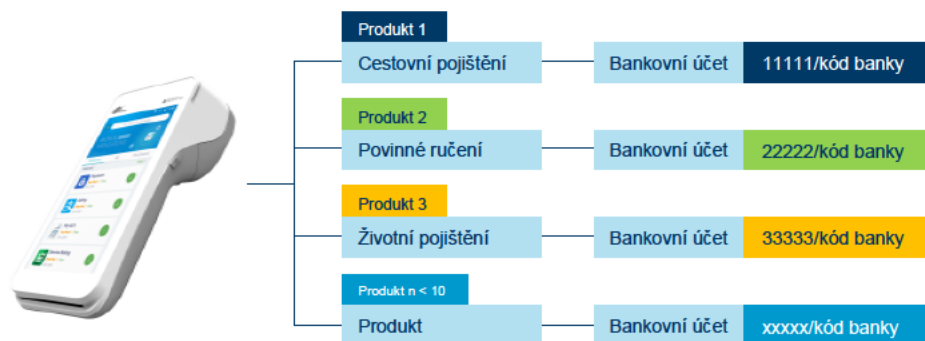 Produkt 1
Cestovní pojištění
Bankovní účet
11111/kód banky
Produkt 2
Povinné ručení
Bankovní účet
22222/kód banky
Produkt 3
Životní pojištění
Bankovní účet
33333/kód banky
Produkt n < 10
Produkt
Bankovní účet
xxxxx/kód banky